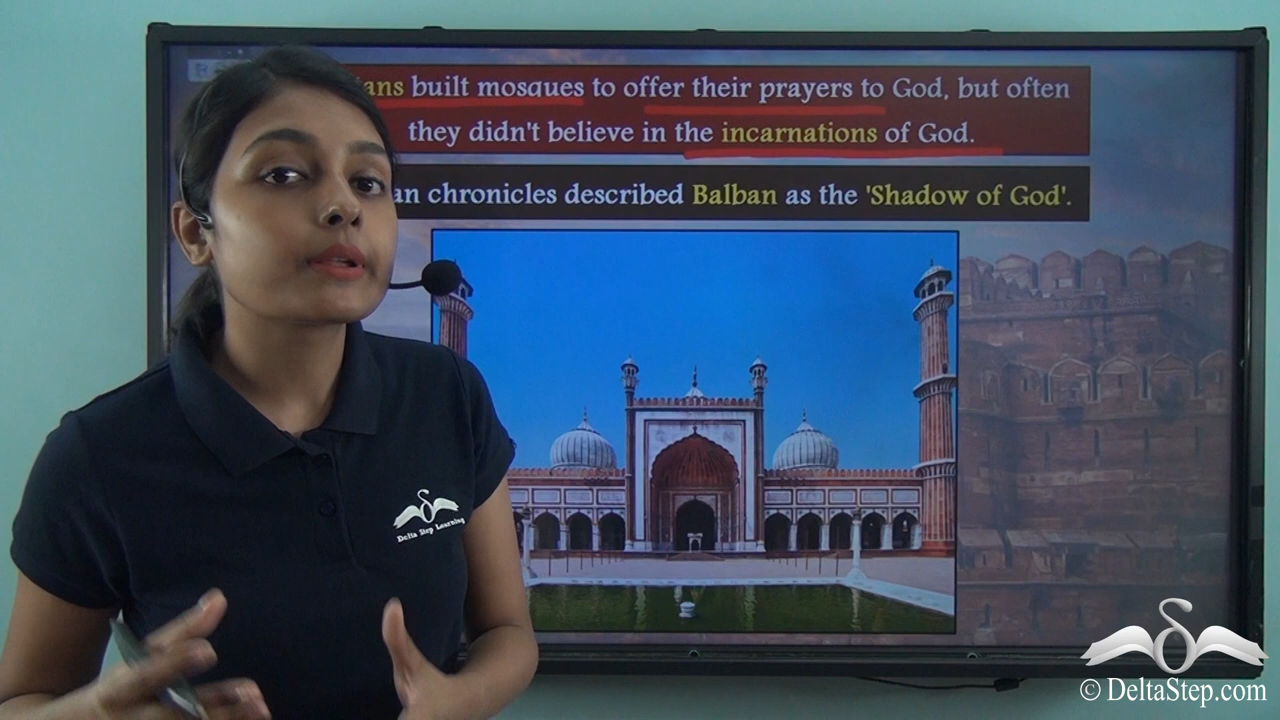 built mosques to offer their prayers to God, but often
they didn't believe in the incarnations of God.
chronicles described Balban as the 'Shadow of God'.
Delta Step Learning
© DeltaStep.com